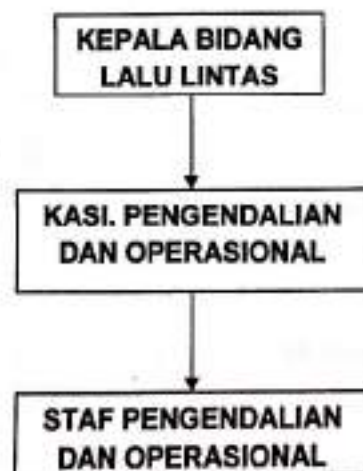 KEPALA BIDANG
LALU LINTAS
KASI. PENGENDALIAN
DAN OPERASIONAL
STAF PENGENDALIAN
DAN OPERASIONAL